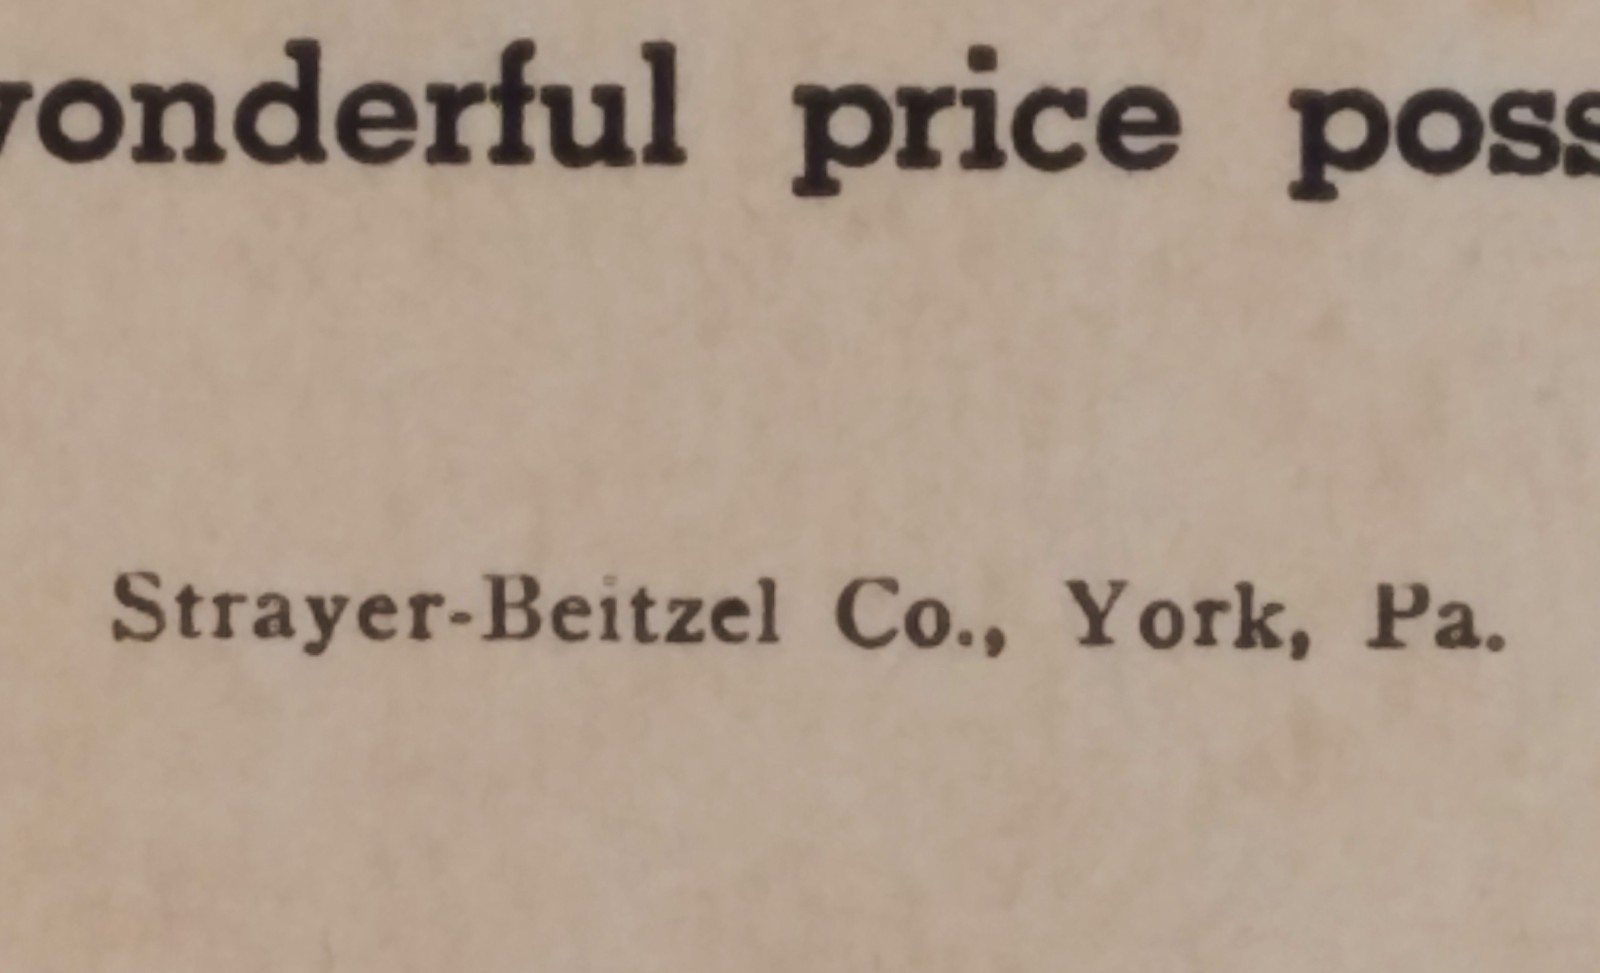 wonderful price poss
Strayer-Beitzel Co., York, Pa.